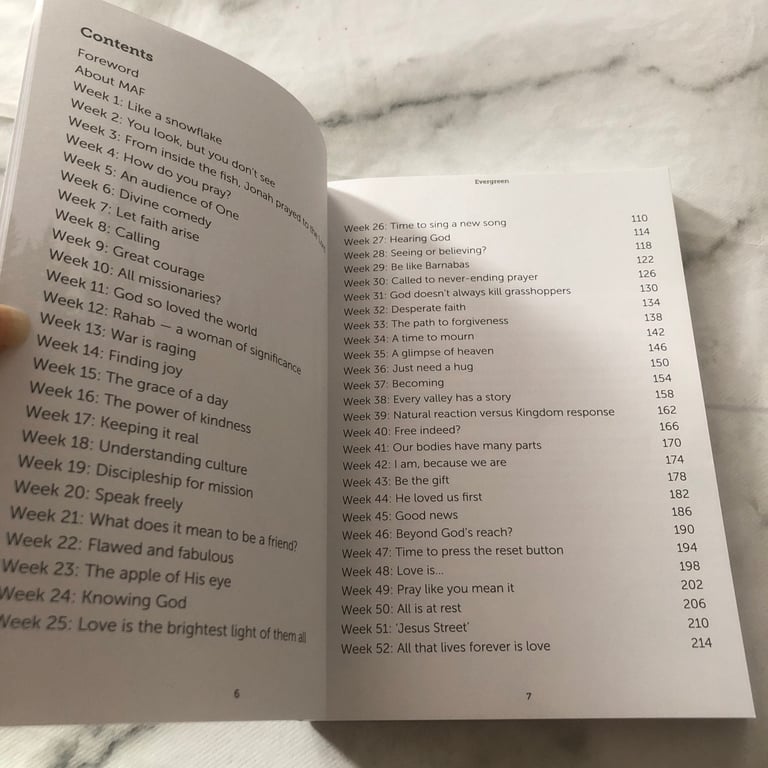 Contents
Foreword
About MAF
Week 1: Like a snowflake
Week 2: You look, but you don't see
Week 3: From inside the fish, Jonah prayed to the Lord
Week 4: How do you pray?
Week 5: An audience of One
Week 6: Divine comedy
Week 7: Let faith arise
Week 8: Calling
Week 9: Great courage
Week 10: All missionaries?
Week 11: God so loved the world
Week 12: Rahab — a woman of significance
Week 13: War is raging
Week 14: Finding joy
Week 15: The grace of a day
Week 16: The power of kindness
Week 17: Keeping it real
Week 18: Understanding culture
Week 19: Discipleship for mission
Week 20: Speak freely
Week 21: What does it mean to be a friend?
Week 22: Flawed and fabulous
Week 23: The apple of His eye
Week 24: Knowing God
Week 25: Love is the brightest light of them all
6
Evergreen
Week 26: Time to sing a new song 110
Week 27: Hearing God 114
Week 28: Seeing or believing? 118
Week 29: Be like Barnabas 122
Week 30: Called to never-ending prayer 126
Week 31: God doesn't always kill grasshoppers 130
Week 32: Desperate faith 134
Week 33: The path to forgiveness 138
Week 34: A time to mourn 142
Week 35: A glimpse of heaven 146
Week 36: Just need a hug 150
Week 37: Becoming 154
Week 38: Every valley has a story 158
Week 39: Natural reaction versus Kingdom response 162
Week 40: Free indeed? 166
Week 41: Our bodies have many parts 170
Week 42: I am, because we are 174
Week 43: Be the gift 178
Week 44: He loved us first 182
Week 45: Good news 186
Week 46: Beyond God's reach? 190
Week 47: Time to press the reset button 194
Week 48: Love is... 198
Week 49: Pray like you mean it 202
Week 50: All is at rest 206
Week 51: 'Jesus Street' 210
Week 52: All that lives forever is love 214
7